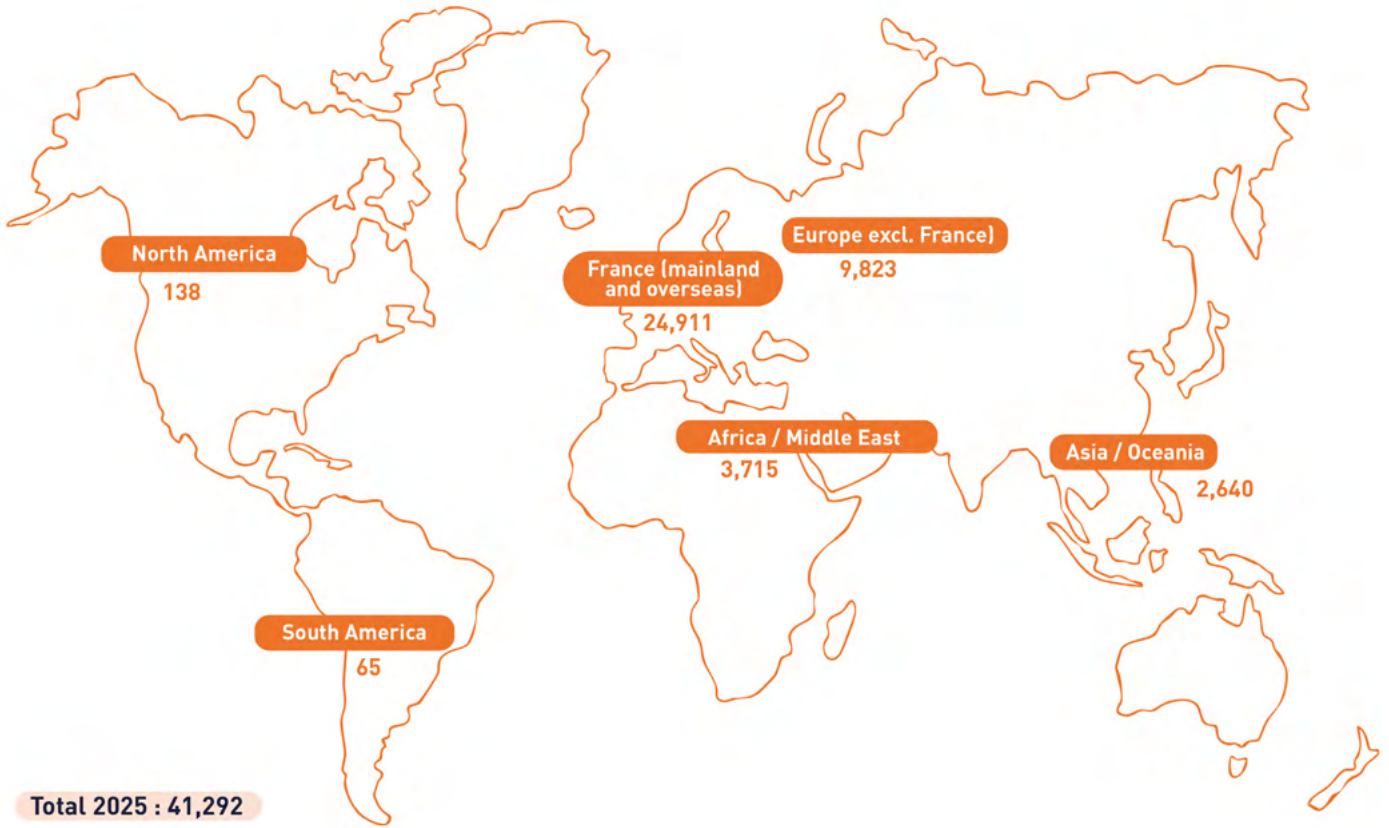 Europe excl. France)
9,823
North America
138
France (mainland
and overseas)
24,911
Africa / Middle East
3,715
Asia / Oceania
2,640
South America
65
Total 2025 : 41,292